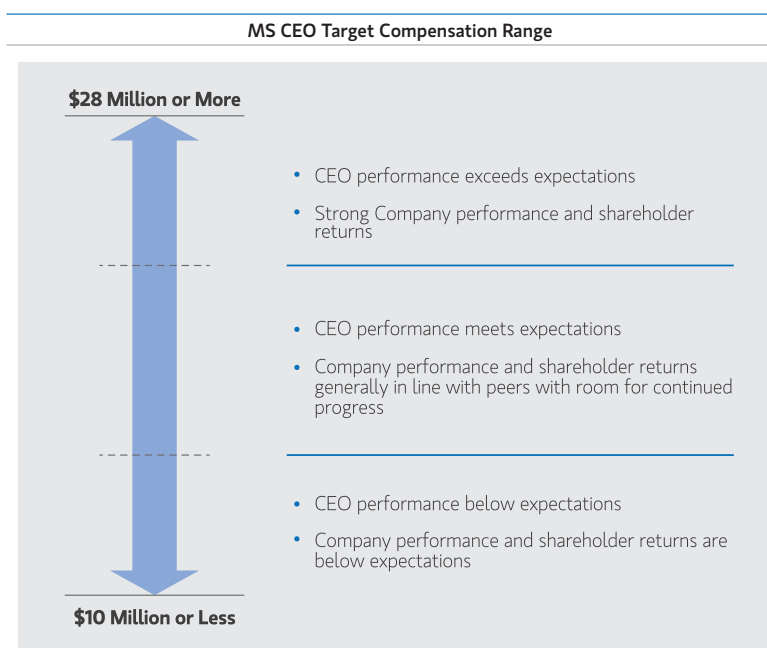 MS CEO Target Compensation Range
$28 Million or More
• CEO performance exceeds expectations
• Strong Company performance and shareholder
returns
• CEO performance meets expectations
• Company performance and shareholder returns
generally in line with peers with room for continued
progress
• CEO performance below expectations
• Company performance and shareholder returns are
below expectations
$10 Million or Less